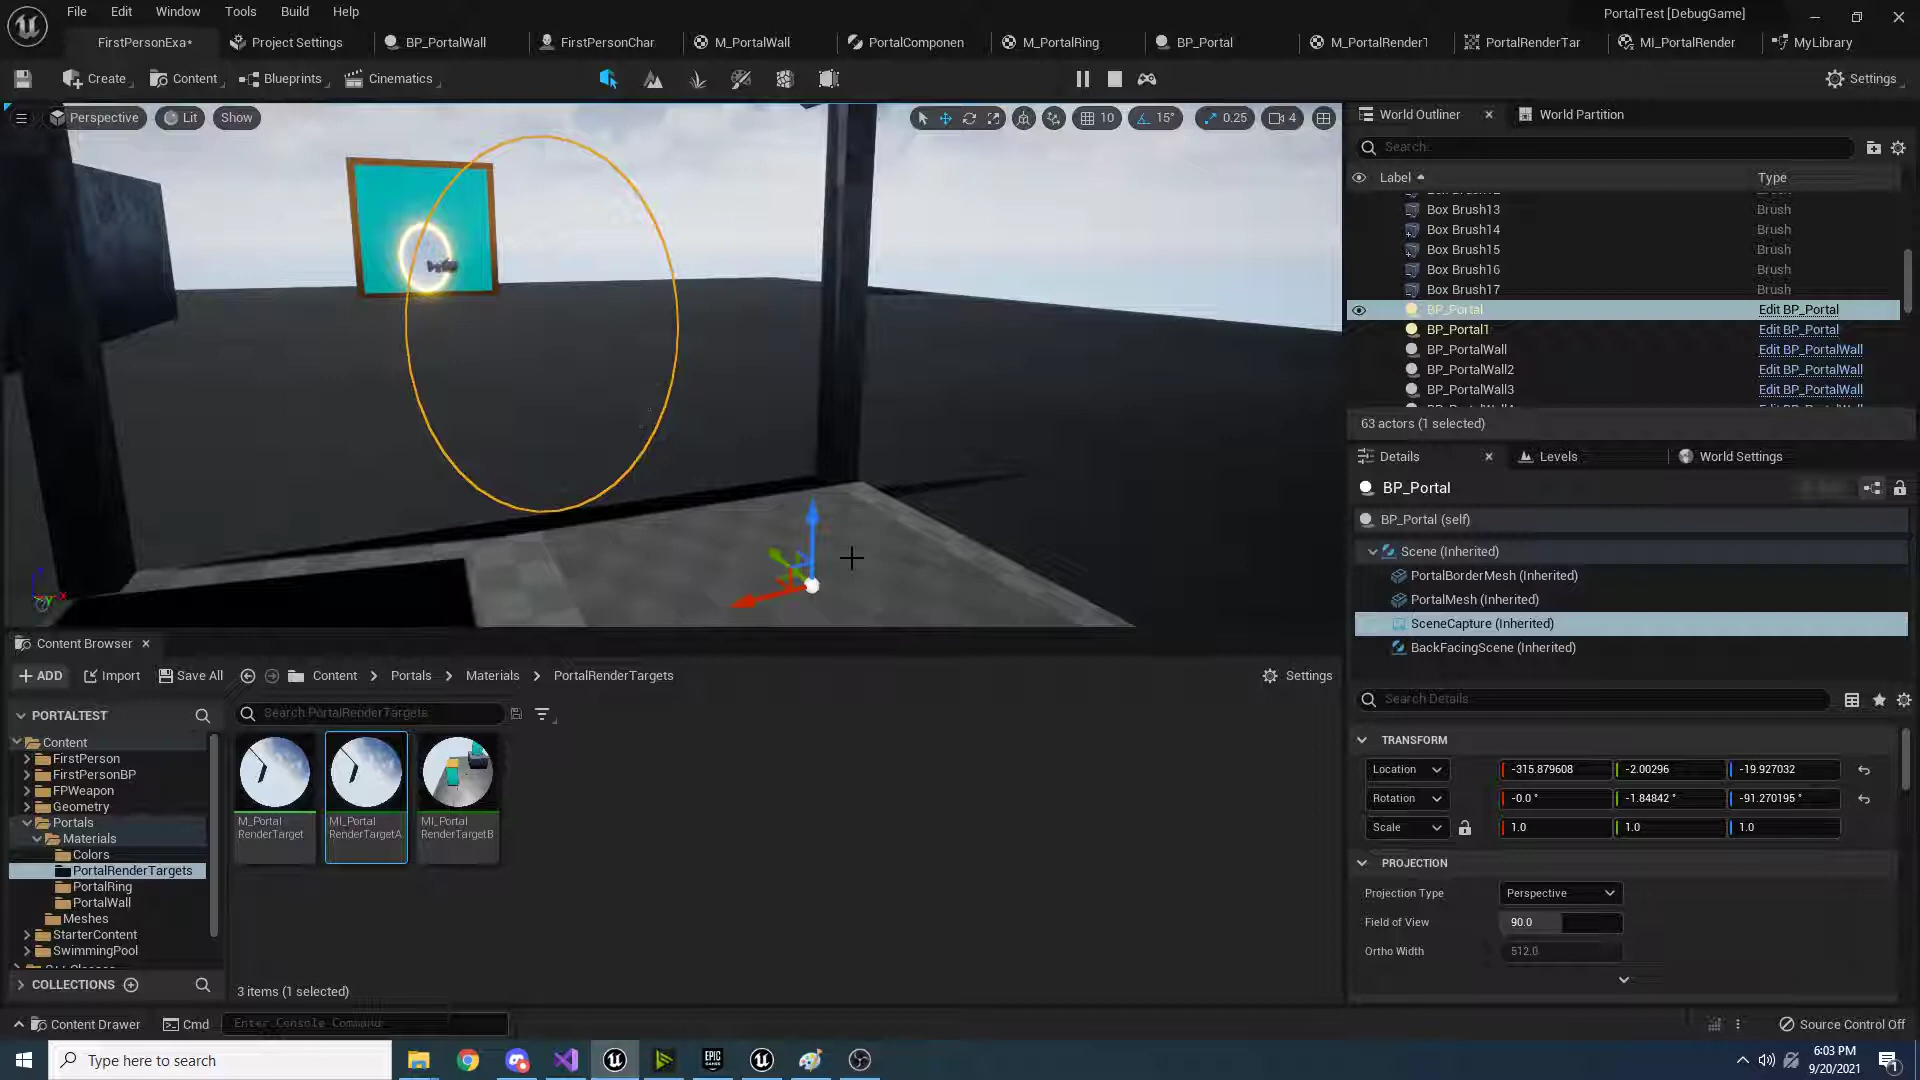 File Edit Window Tools Build Help
PortalTest [DebugGame]
FirstPersonExa*
Project Settings
BP_PortalWall
FirstPersonChar
M_PortalWall
PortalComponen
M_PortalRing
BP_Portal
M_PortalRenderT
PortalRenderTar
MI_PortalRender
MyLibrary
Create
Content
Blueprints
Cinematics
Settings
Perspective
Lit
Show
10
15°
0.25
4
World Outliner
World Partition
Search...
Label
Type
Box Brush13 Brush
Box Brush14 Brush
Box Brush15 Brush
Box Brush16 Brush
Box Brush17 Brush
BP_Portal Edit BP_Portal
BP_Portal1 Edit BP_Portal
BP_PortalWall Edit BP_PortalWall
BP_PortalWall2 Edit BP_PortalWall
BP_PortalWall3 Edit BP_PortalWall
63 actors (1 selected)
Details
Levels
World Settings
BP_Portal
BP_Portal (self)
Scene (Inherited)
PortalBorderMesh (Inherited)
PortalMesh (Inherited)
SceneCapture (Inherited)
BackFacingScene (Inherited)
Search Details
TRANSFORM
Location -315.879608 -2.00296 -19.927032
Rotation -0.0 ° -1.84842 ° -91.270195 °
Scale 1.0 1.0 1.0
PROJECTION
Projection Type Perspective
Field of View 90.0
Ortho Width 512.0
Content Browser
ADD
Import
Save All
Content
Portals
Materials
PortalRenderTargets
Settings
PORTALTEST
Search PortalRenderTargets
Content
FirstPerson
FirstPersonBP
FPWeapon
Geometry
Portals
Materials
Colors
PortalRenderTargets
PortalRing
PortalWall
Meshes
StarterContent
SwimmingPool
COLLECTIONS
M_Portal
RenderTarget
MI_Portal
RenderTargetA
MI_Portal
RenderTargetB
3 items (1 selected)
Content Drawer
Cmd
Enter Console Command
Source Control Off
Type here to search
EPIC
6:03 PM
9/20/2021
1